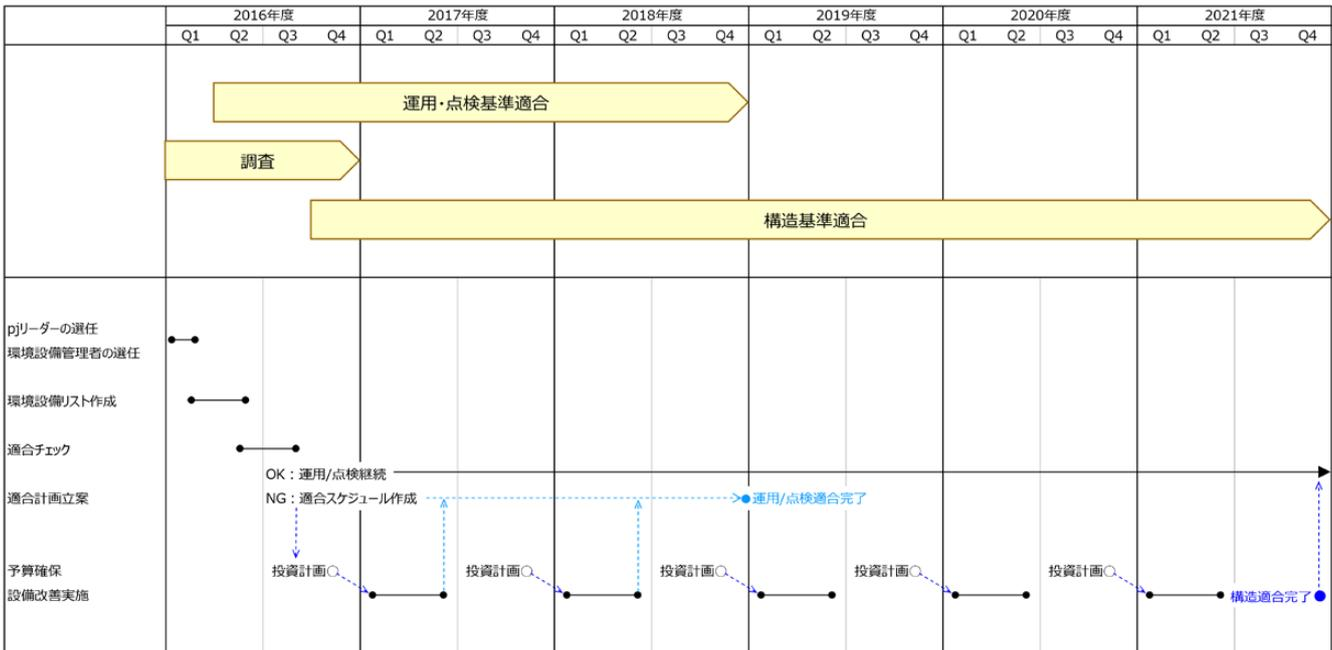 2016年度 2017年度 2018年度 2019年度 2020年度 2021年度
Q1 Q2 Q3 Q4 Q1 Q2 Q3 Q4 Q1 Q2 Q3 Q4 Q1 Q2 Q3 Q4 Q1 Q2 Q3 Q4 Q1 Q2 Q3 Q4
運用・点検基準適合
調査
構造基準適合
pjリーダーの選任
環境設備管理者の選任
環境設備リスト作成
適合チェック
OK：運用/点検継続
適合計画立案 NG：適合スケジュール作成 運用/点検適合完了
予算確保 投資計画 投資計画 投資計画 投資計画 投資計画
設備改善実施 構造適合完了